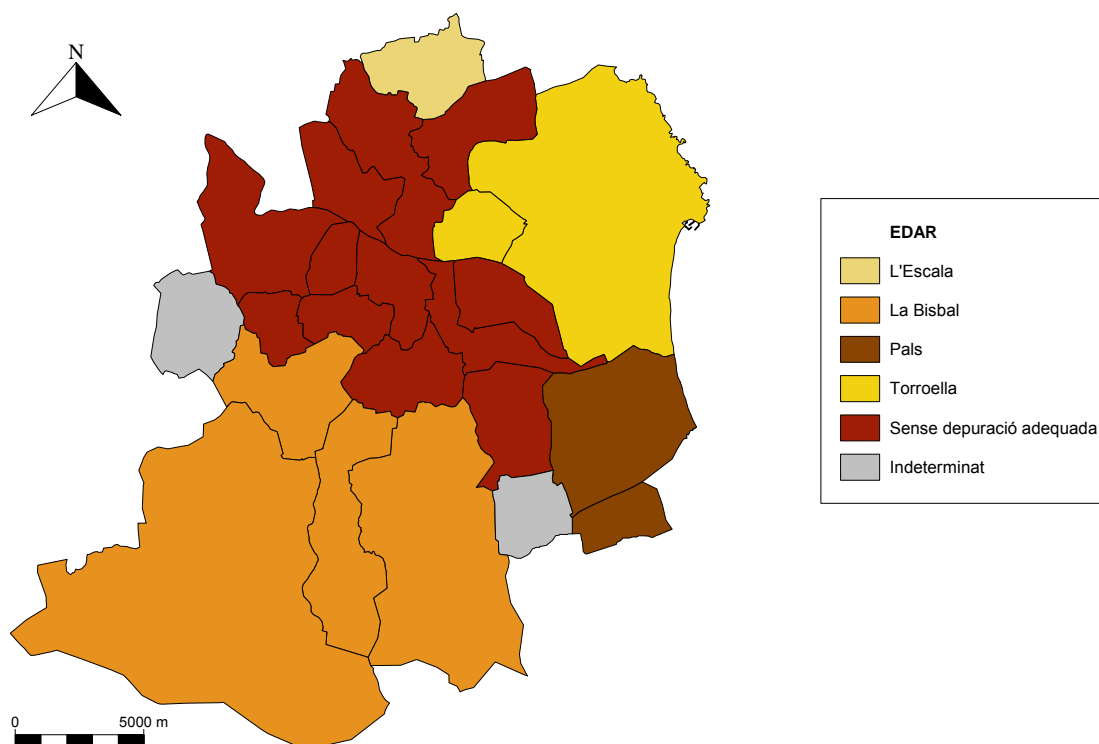 N
EDAR
L'Escala
La Bisbal
Pals
Torroella
Sense depuració adequada
Indeterminat
0 5000 m